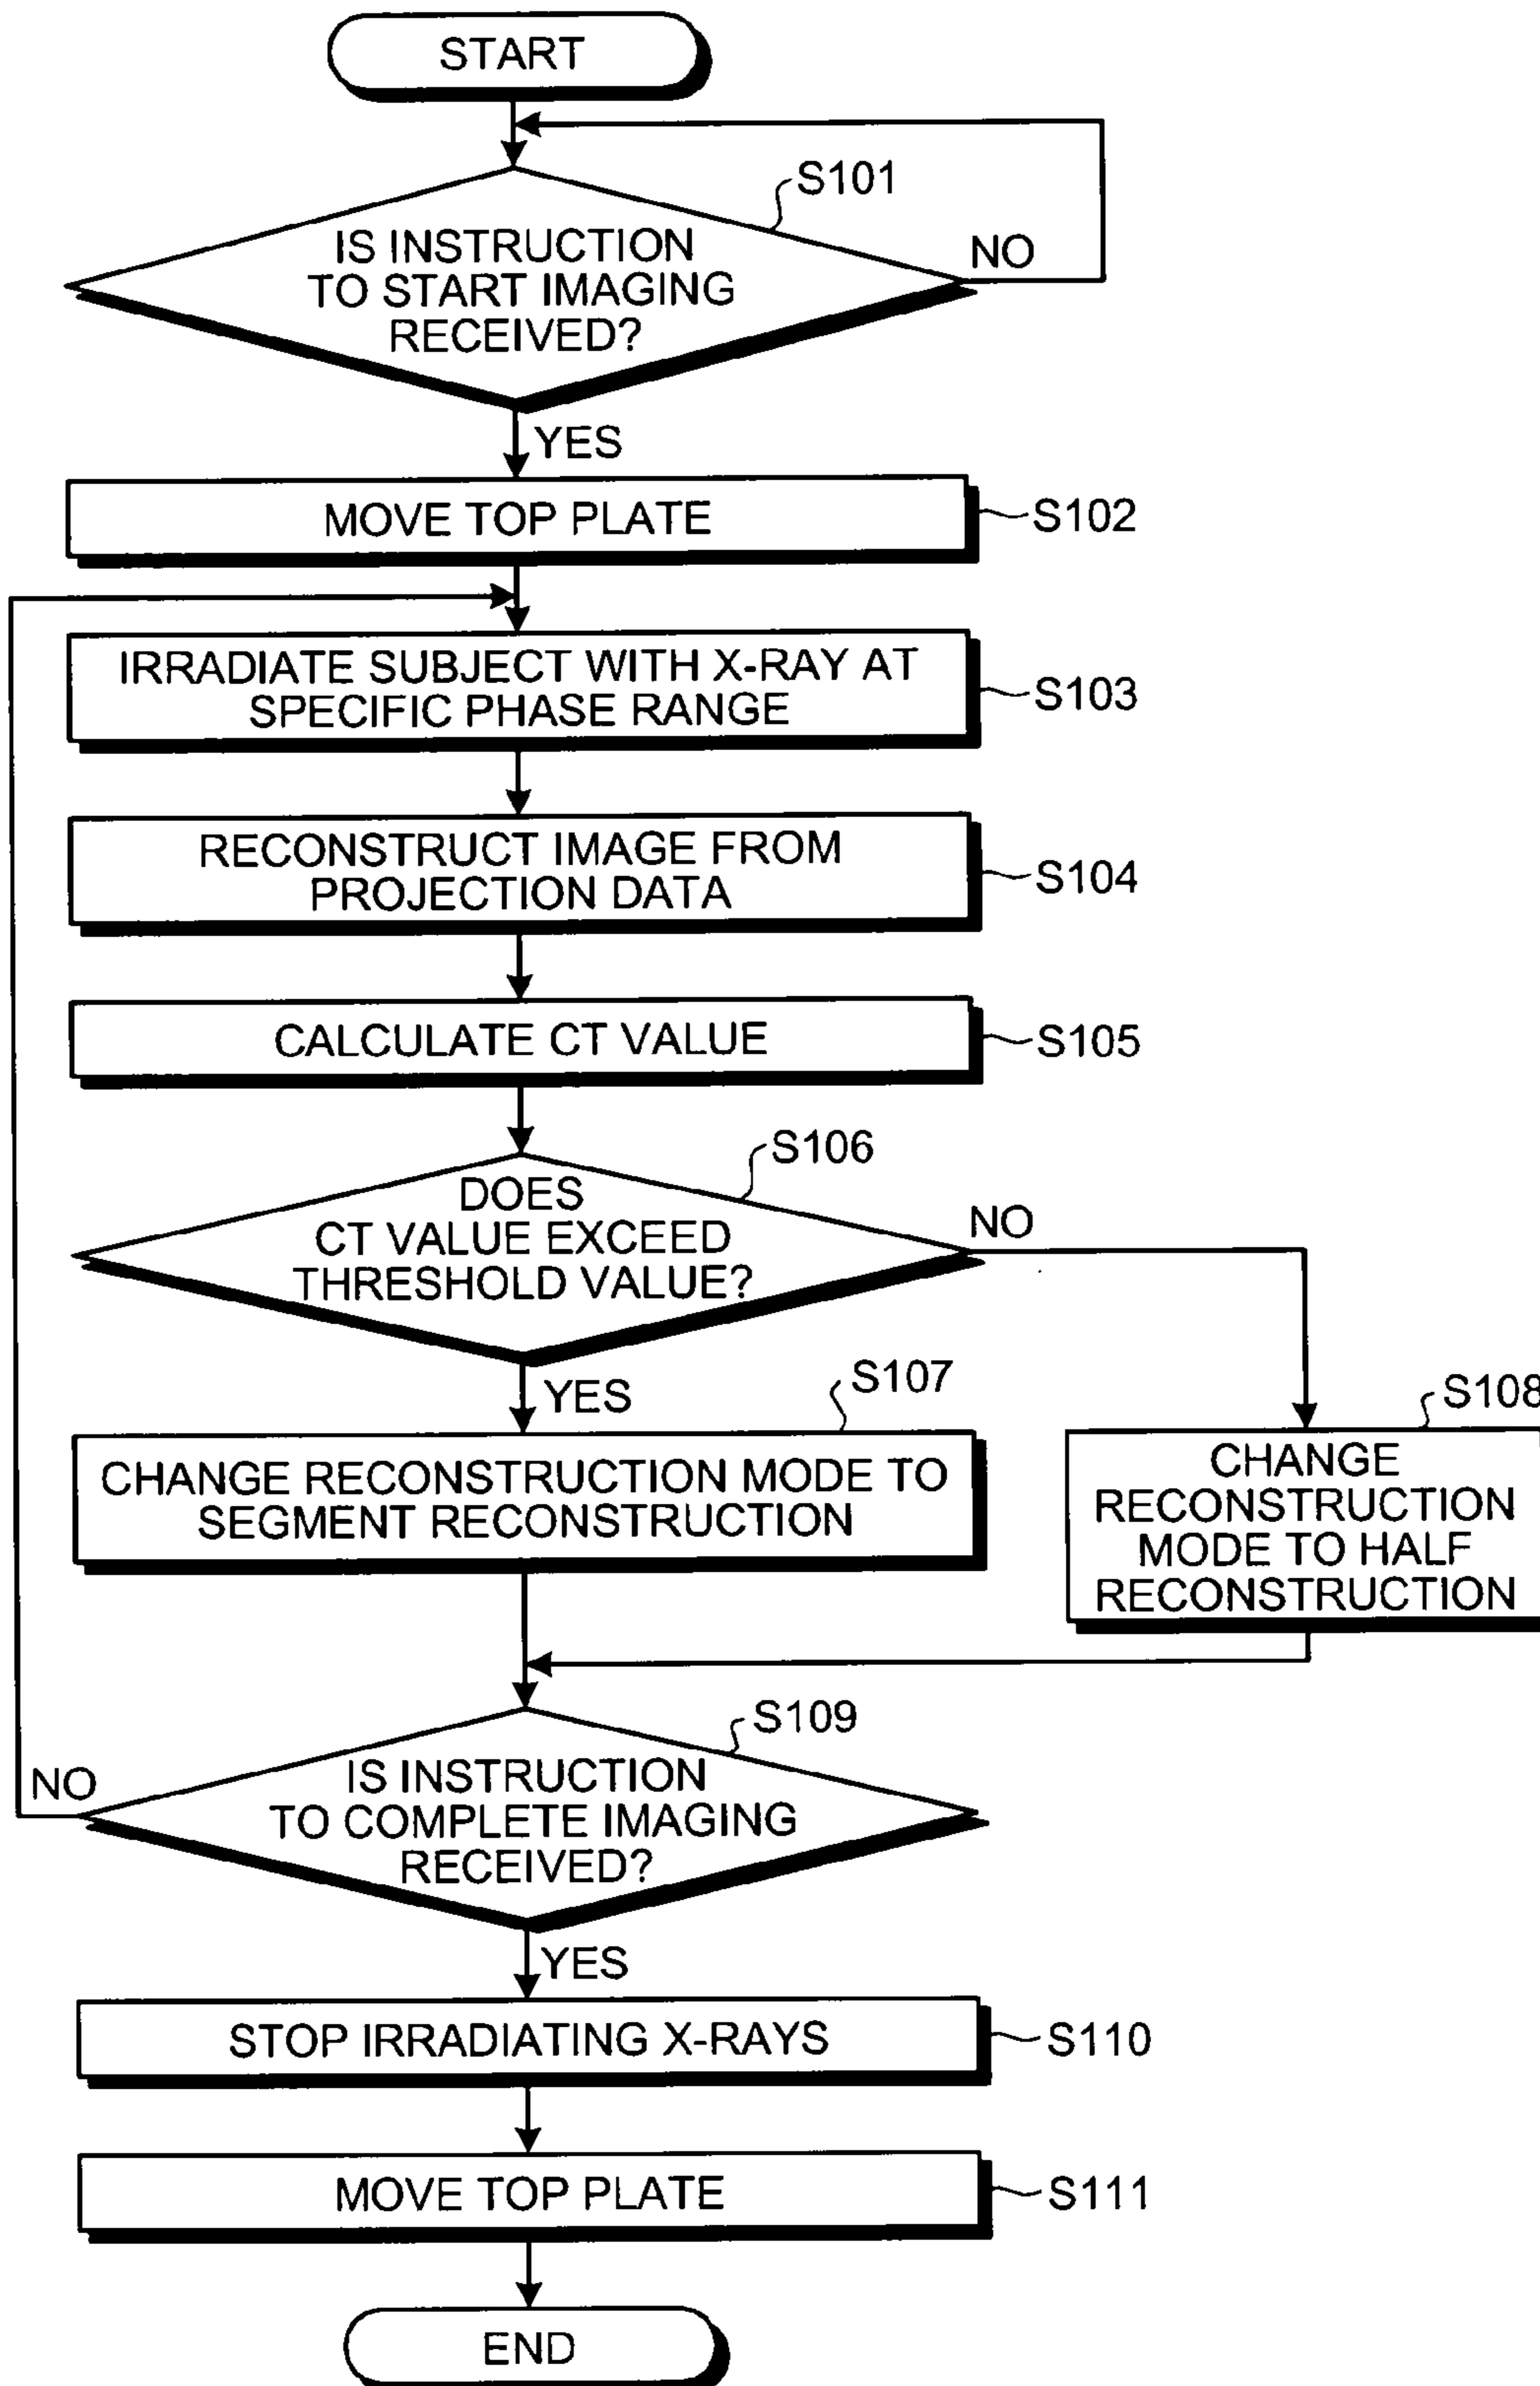 START
S101
IS INSTRUCTION
TO START IMAGING
RECEIVED?
NO
YES
MOVE TOP PLATE
S102
IRRADIATE SUBJECT WITH X-RAY AT
SPECIFIC PHASE RANGE
S103
RECONSTRUCT IMAGE FROM
PROJECTION DATA
S104
CALCULATE CT VALUE
S105
S106
DOES
CT VALUE EXCEED
THRESHOLD VALUE?
NO
YES
S107
CHANGE RECONSTRUCTION MODE TO
SEGMENT RECONSTRUCTION
S108
CHANGE
RECONSTRUCTION
MODE TO HALF
RECONSTRUCTION
S109
IS INSTRUCTION
TO COMPLETE IMAGING
RECEIVED?
NO
YES
STOP IRRADIATING X-RAYS
S110
MOVE TOP PLATE
S111
END